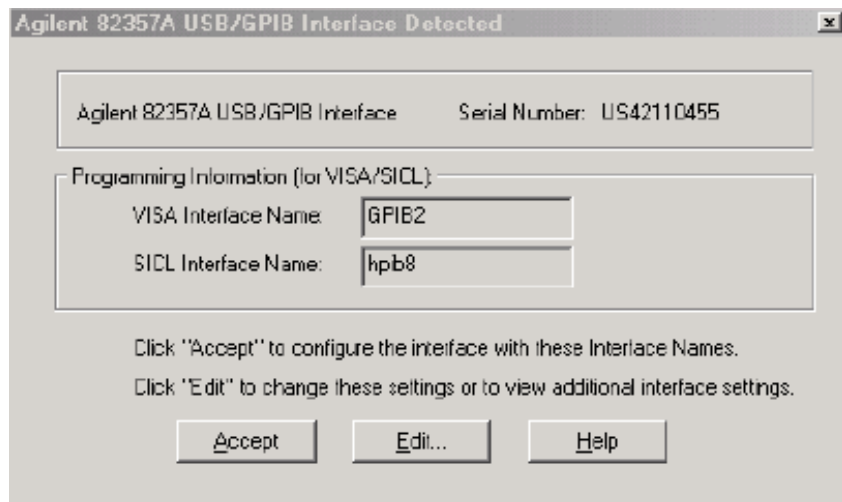 Agilent 82357A USB/GPIB Interface Detected
Agilent 82357A USB/GPIB Interface Serial Number: US42110455
Programming Information (for VISA/SICL):
VISA Interface Name: GPIB2
SICL Interface Name: hpib8
Click "Accept" to configure the interface with these Interface Names.
Click "Edit" to change these settings or to view additional interface settings.
Accept Edit... Help